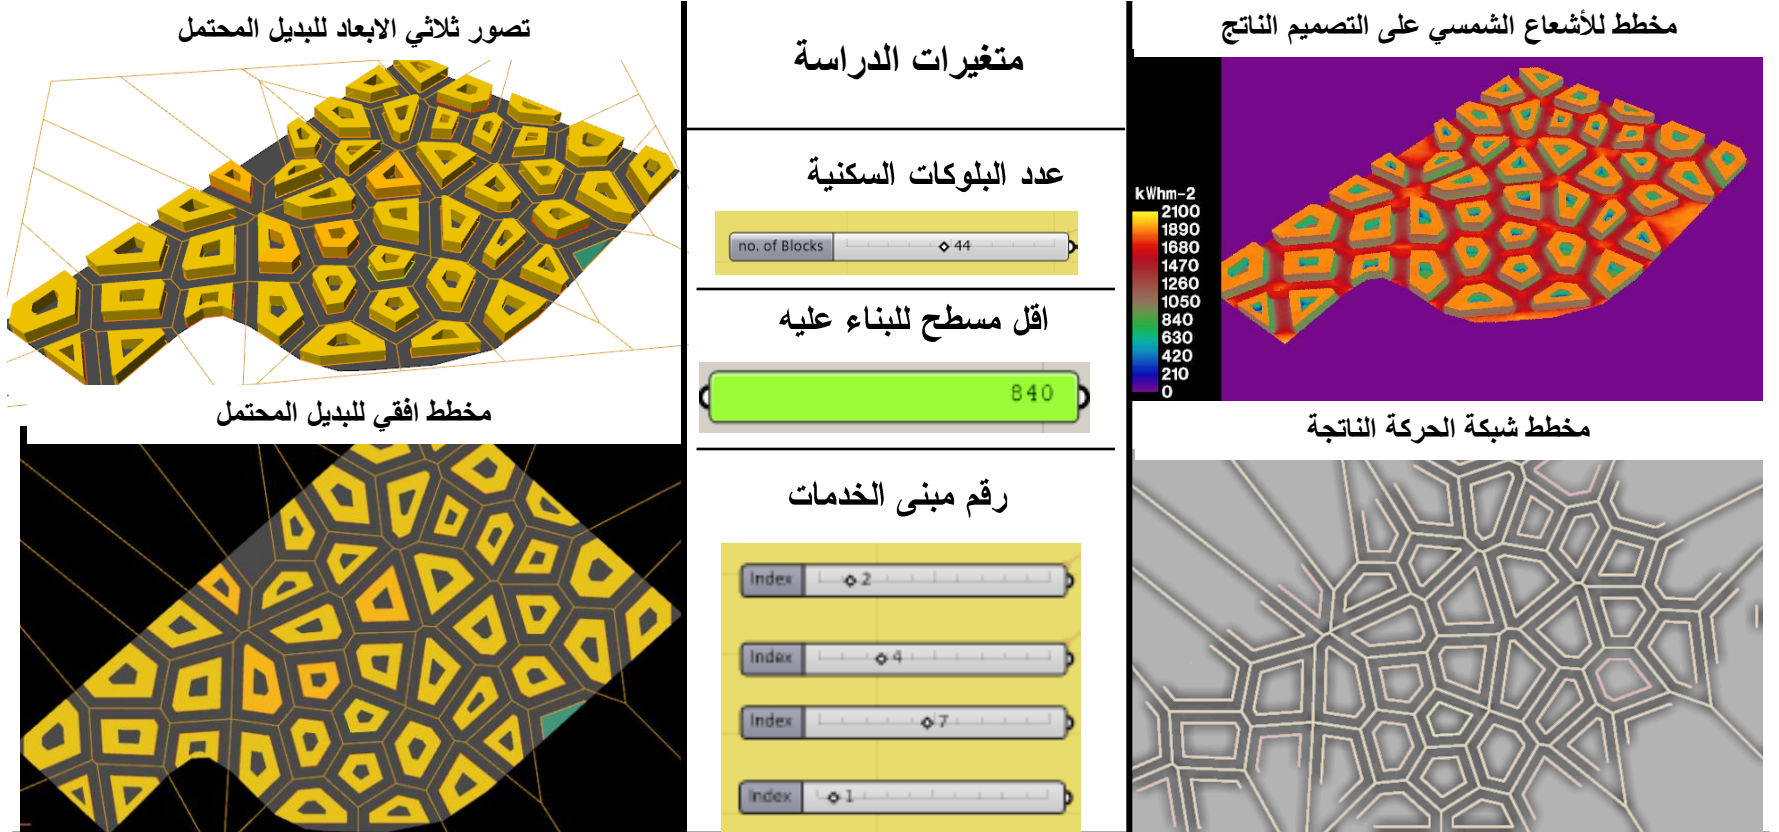 تصور ثلاثي الابعاد للبديل المحتمل
مخطط افقي للبديل المحتمل
متغيرات الدراسة
عدد البلوكات السكنية
no. of Blocks 44
اقل مسطح للبناء عليه
840
رقم مبنى الخدمات
Index 2
Index 4
Index 7
Index 1
مخطط للأشعاع الشمسي على التصميم الناتج
kWhm-2
2100
1890
1680
1470
1260
1050
840
630
420
210
0
مخطط شبكة الحركة الناتجة